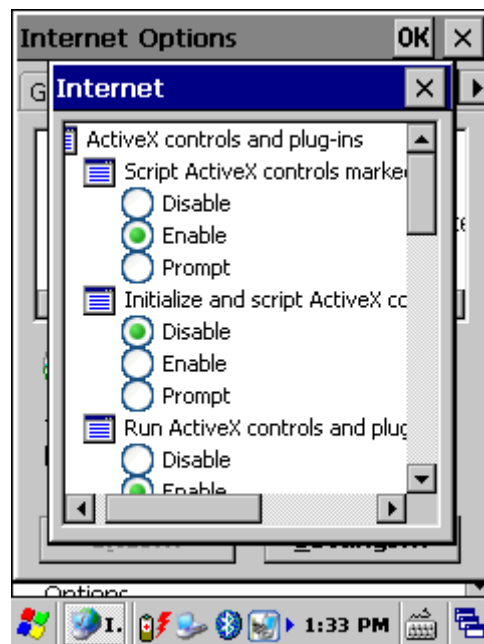 Internet Options OK
G
Internet
ActiveX controls and plug-ins
Script ActiveX controls marke
Disable
Enable
Prompt
Initialize and script ActiveX co
Disable
Enable
Prompt
Run ActiveX controls and plug
Disable
Enable
Options
I. 1:33 PM